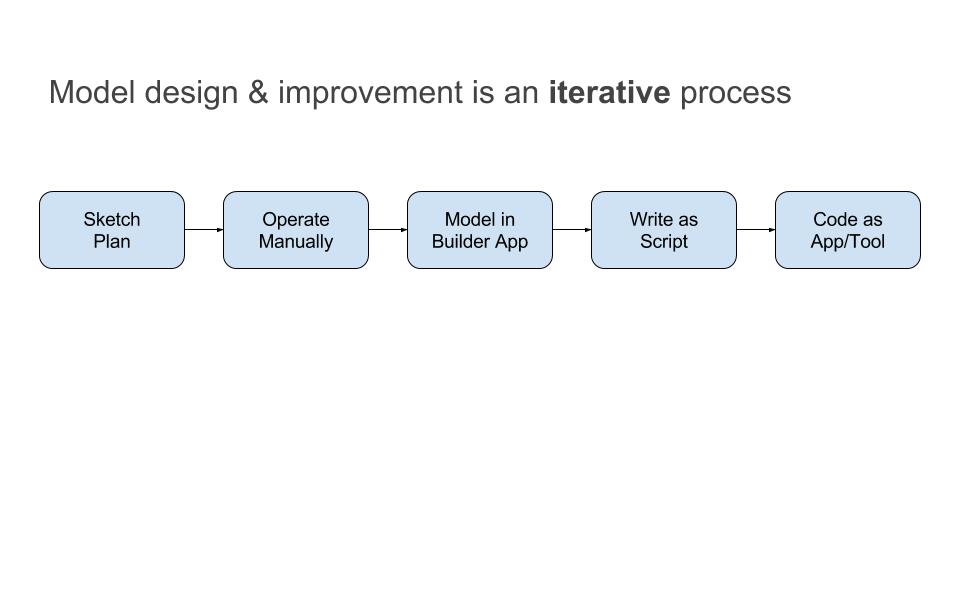 Model design & improvement is an iterative process
Sketch
Plan
Operate
Manually
Model in
Builder App
Write as
Script
Code as
App/Tool